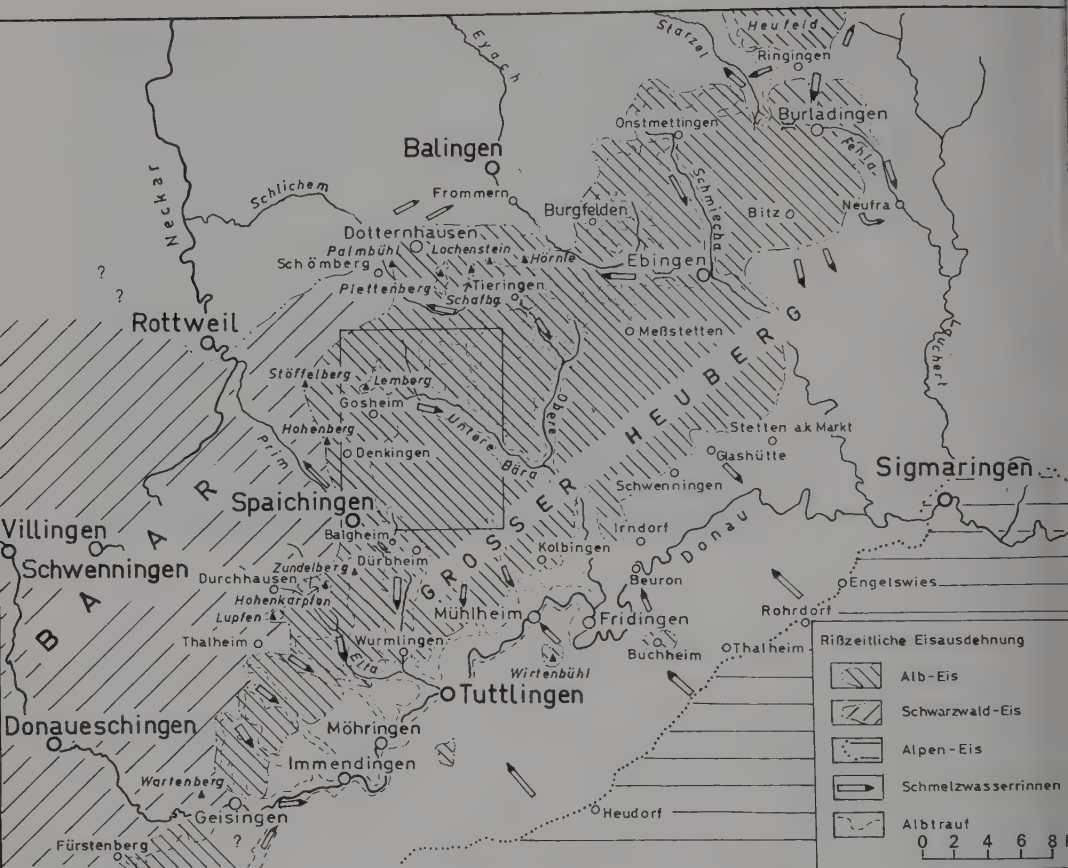 Starzel
Heufeld
Eyach
Ringingen
Onstmettingen
Burladingen
Fehla-
Balingen
Neckar
Schlichem
Frommern
Burgfelden
Schmiecha
Bitz
Neufra
Dotternhausen
Palmbühl
Lochenstein
Hörnle
Ebingen
Schömberg
Plettenberg
Tieringen
Schafbg.
?
?
Rottweil
Meßstetten
Lauchert
Stöffelberg
Lemberg
Gosheim
Untere Bära
Obere
GROSSER HEUBERG
Hohenberg
Denkingen
Prim
Stetten a.k.Markt
Glashütte
Schwenningen
Sigmaringen
Spaichingen
BAAR
Villingen
Schwenningen
Balgheim
Dürbheim
Kolbingen
Irndorf
Donau
Zundelberg
Durchhausen
Hohenkarpfen
Lupfen
Beuron
Engelswies
Mühlheim
Fridingen
Rohrdorf
Thalheim
Wurmlingen
Elta
Wirtenbühl
Buchheim
Thalheim
Tuttlingen
Donaueschingen
Möhringen
Immendingen
Wartenberg
Geisingen
?
Fürstenberg
Heudorf
Rißzeitliche Eisausdehnung
Alb-Eis
Schwarzwald-Eis
Alpen-Eis
Schmelzwasserrinnen
Albtrauf
0 2 4 6 8